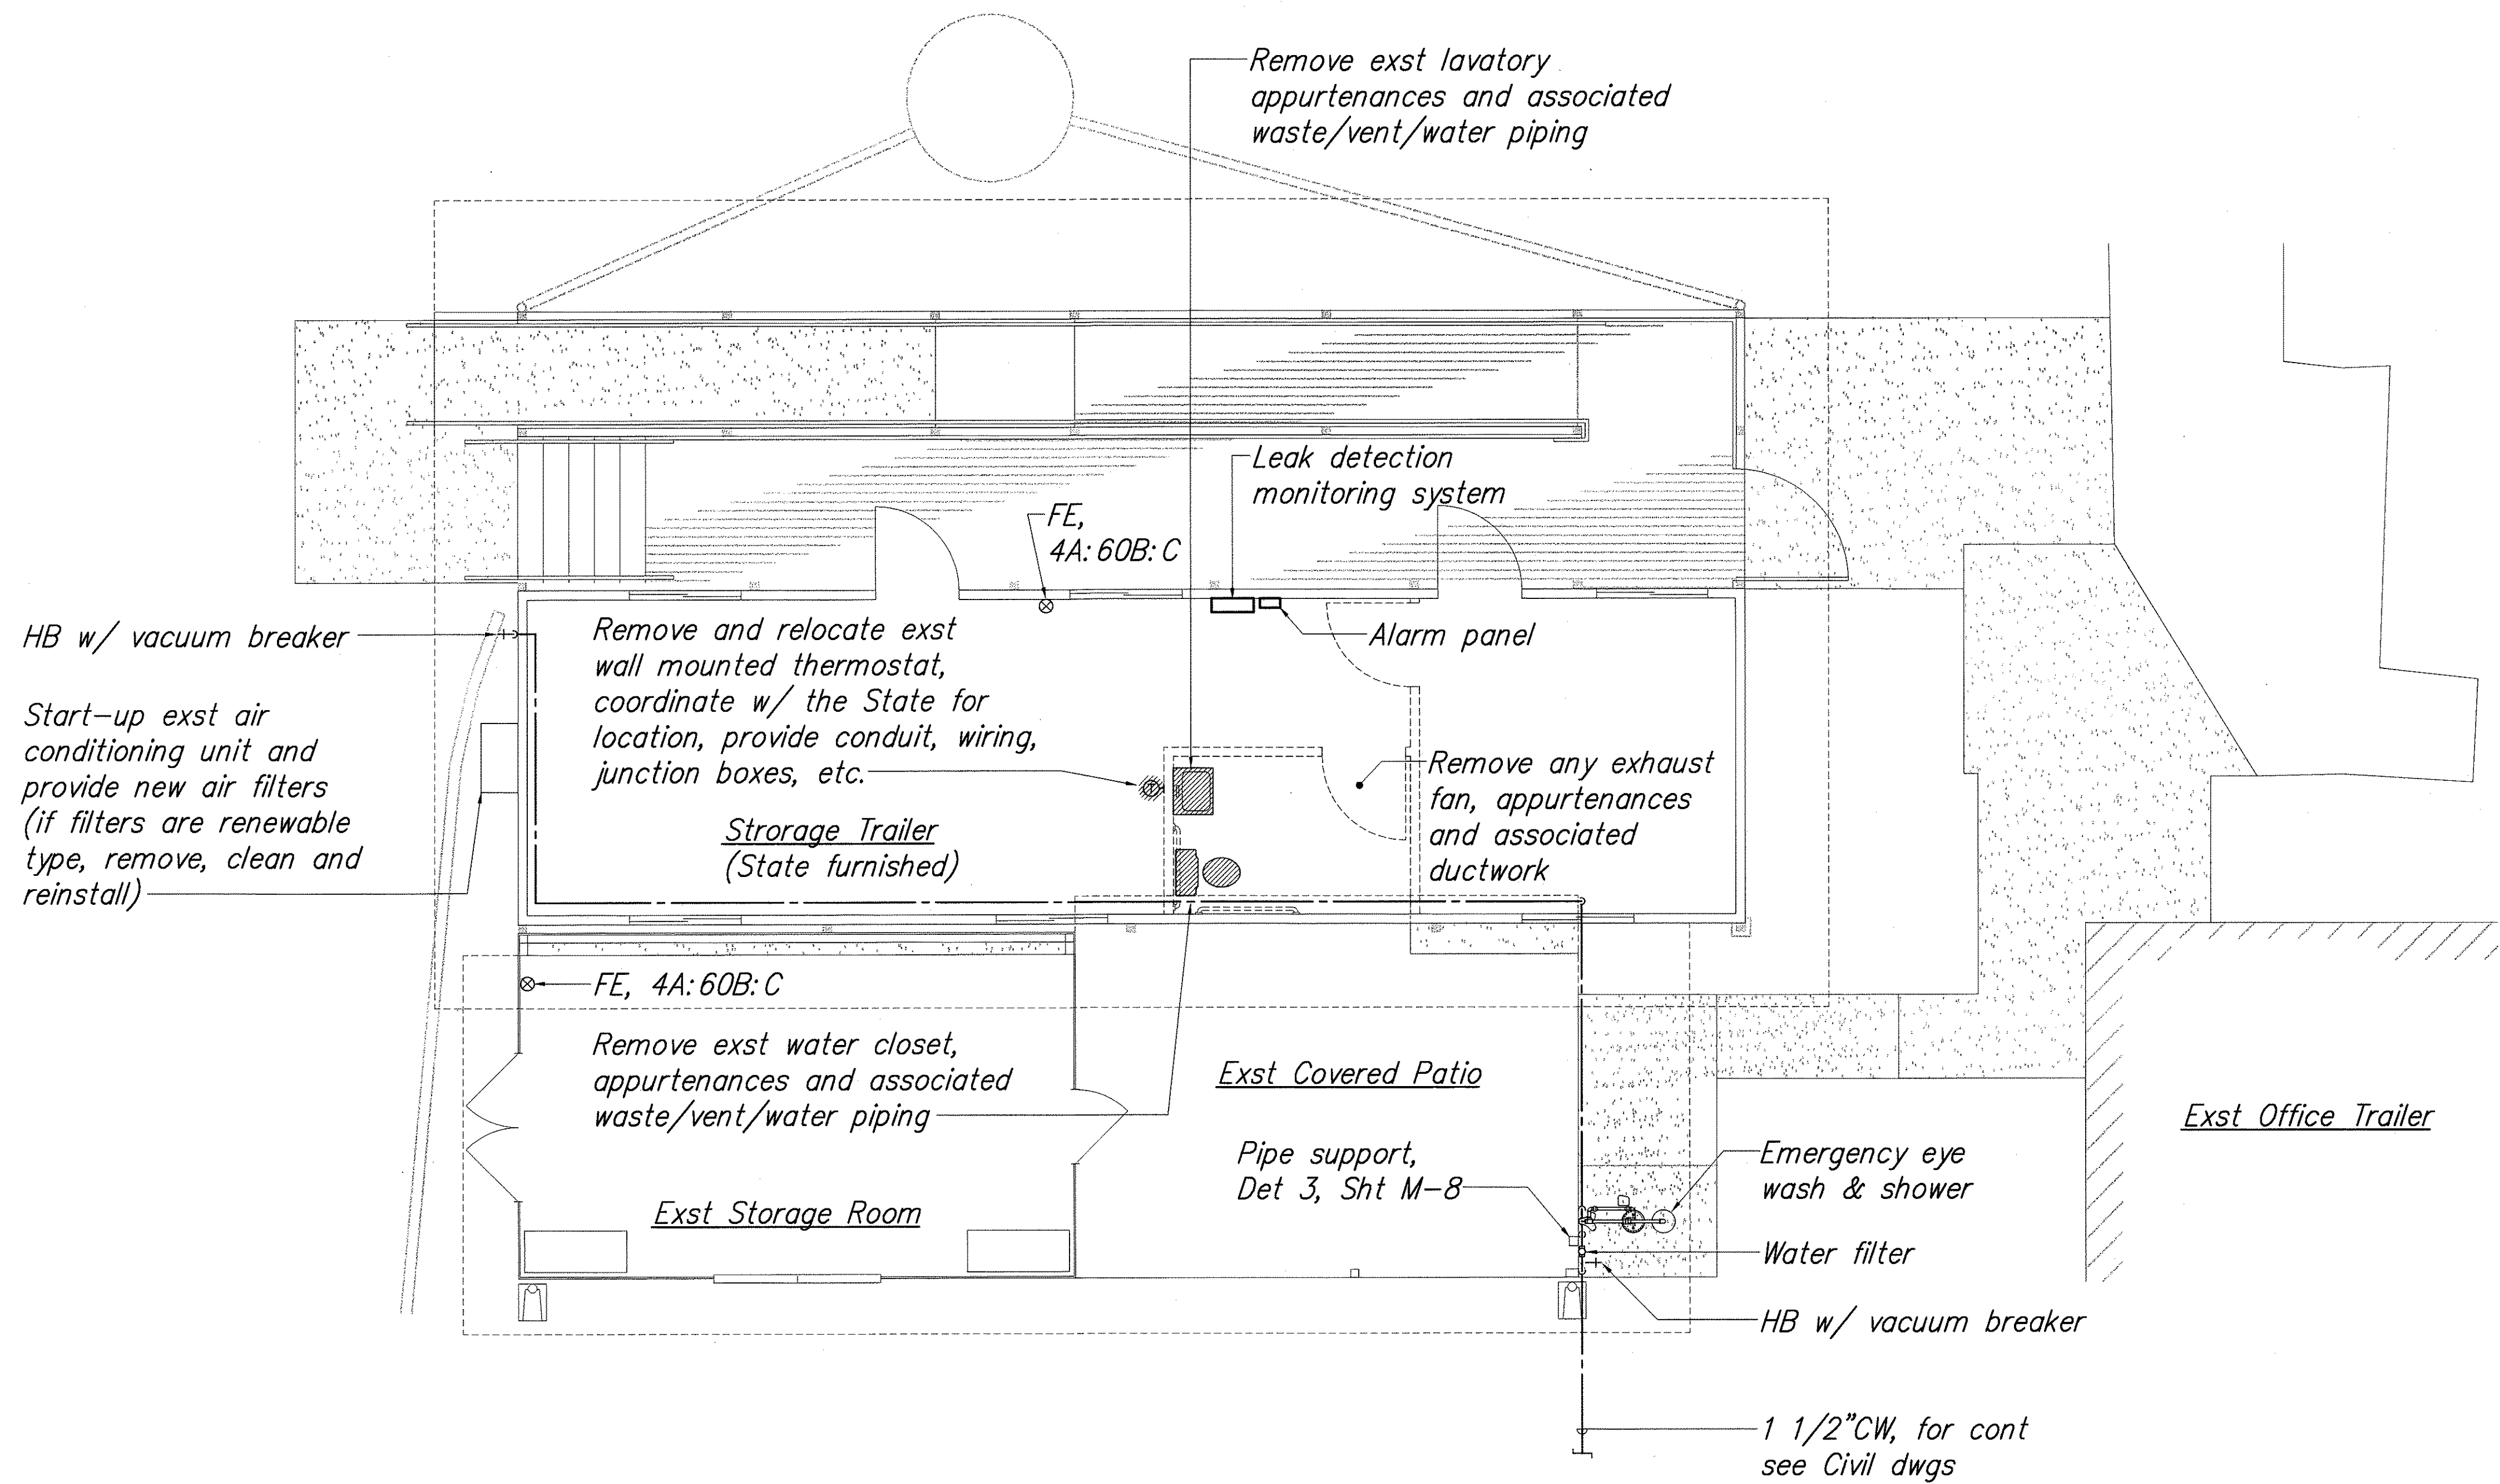 Remove exst lavatory
appurtenances and associated
waste/vent/water piping
Leak detection
monitoring system
FE,
4A:60B:C
HB w/ vacuum breaker
Remove and relocate exst
wall mounted thermostat,
coordinate w/ the State for
location, provide conduit, wiring,
junction boxes, etc.
Alarm panel
Start-up exst air
conditioning unit and
provide new air filters
(if filters are renewable
type, remove, clean and
reinstall)
Remove any exhaust
fan, appurtenances
and associated
ductwork
Strorage Trailer
(State furnished)
FE, 4A:60B:C
Remove exst water closet,
appurtenances and associated
waste/vent/water piping
Exst Covered Patio
Exst Office Trailer
Pipe support,
Det 3, Sht M-8
Emergency eye
wash & shower
Exst Storage Room
Water filter
HB w/ vacuum breaker
1 1/2"CW, for cont
see Civil dwgs